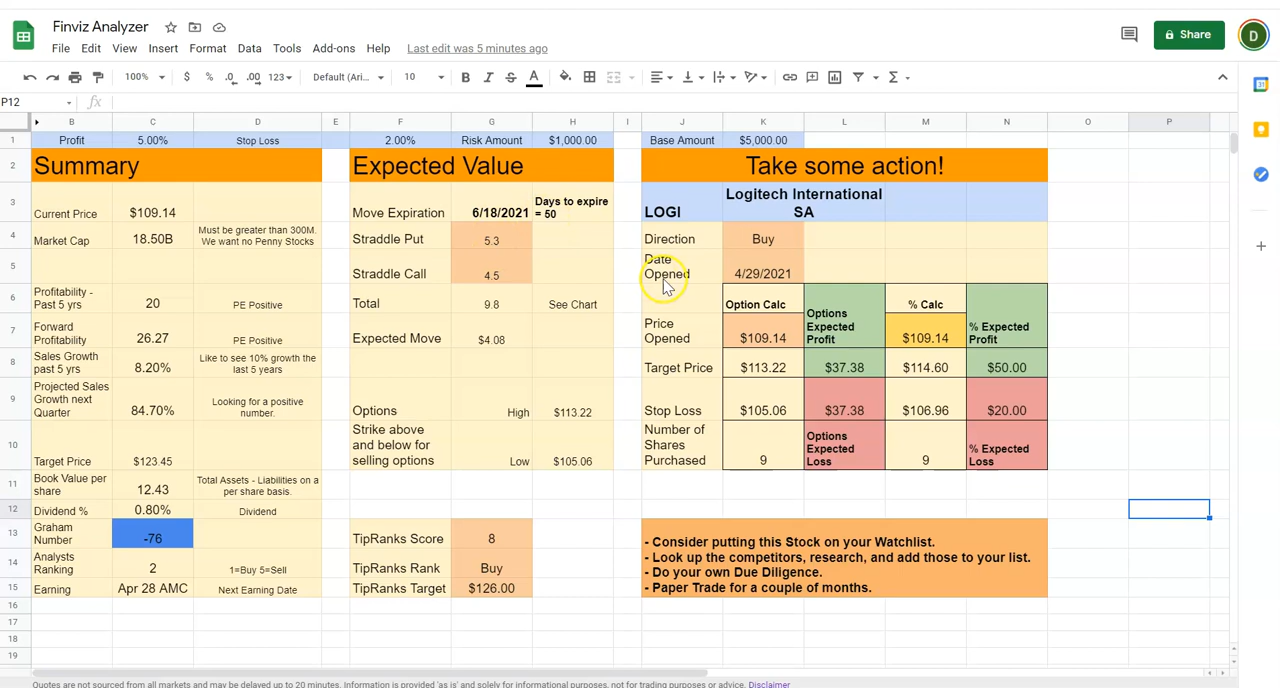 Finviz Analyzer
File Edit View Insert Format Data Tools Add-ons Help Last edit was 5 minutes ago
Share
D
100% $ % .0 .00 123 Default (Ari... 10 B I S A
P12 fx
B C D E F G H I J K L M N O P
1 Profit 5.00% Stop Loss 2.00% Risk Amount $1,000.00 Base Amount $5,000.00
2 Summary Expected Value Take some action!
3 Current Price $109.14 Move Expiration 6/18/2021 Days to expire
= 50
LOGI Logitech International
SA
4 Market Cap 18.50B Must be greater than 300M.
We want no Penny Stocks
Straddle Put 5.3 Direction Buy
5 Straddle Call 4.5 Date
Opened 4/29/2021
6 Profitability -
Past 5 yrs 20 PE Positive Total 9.8 See Chart Option Calc Options
Expected
Profit
% Calc % Expected
Profit
7 Forward
Profitability 26.27 PE Positive Expected Move $4.08 Price
Opened $109.14 $109.14
8 Sales Growth
past 5 yrs 8.20% Like to see 10% growth the
last 5 years
Target Price $113.22 $37.38 $114.60 $50.00
9 Projected Sales
Growth next
Quarter 84.70% Looking for a positive
number.
Options High $113.22 Stop Loss $105.06 $37.38 $106.96 $20.00
10 Target Price $123.45 Strike above
and below for
selling options Low $105.06 Number of
Shares
Purchased 9 Options
Expected
Loss
9 % Expected
Loss
11 Book Value per
share 12.43 Total Assets - Liabilities on a
per share basis.
12 Dividend % 0.80% Dividend
13 Graham
Number -76 TipRanks Score 8
14 Analysts
Ranking 2 1=Buy 5=Sell TipRanks Rank Buy
15 Earning Apr 28 AMC Next Earning Date TipRanks Target $126.00
- Consider putting this Stock on your Watchlist.
- Look up the competitors, research, and add those to your list.
- Do your own Due Diligence.
- Paper Trade for a couple of months.
16
17
18
19
Quotes are not sourced from all markets and may be delayed up to 20 minutes. Information is provided 'as is' and solely for informational purposes, not for trading purposes or advice. Disclaimer